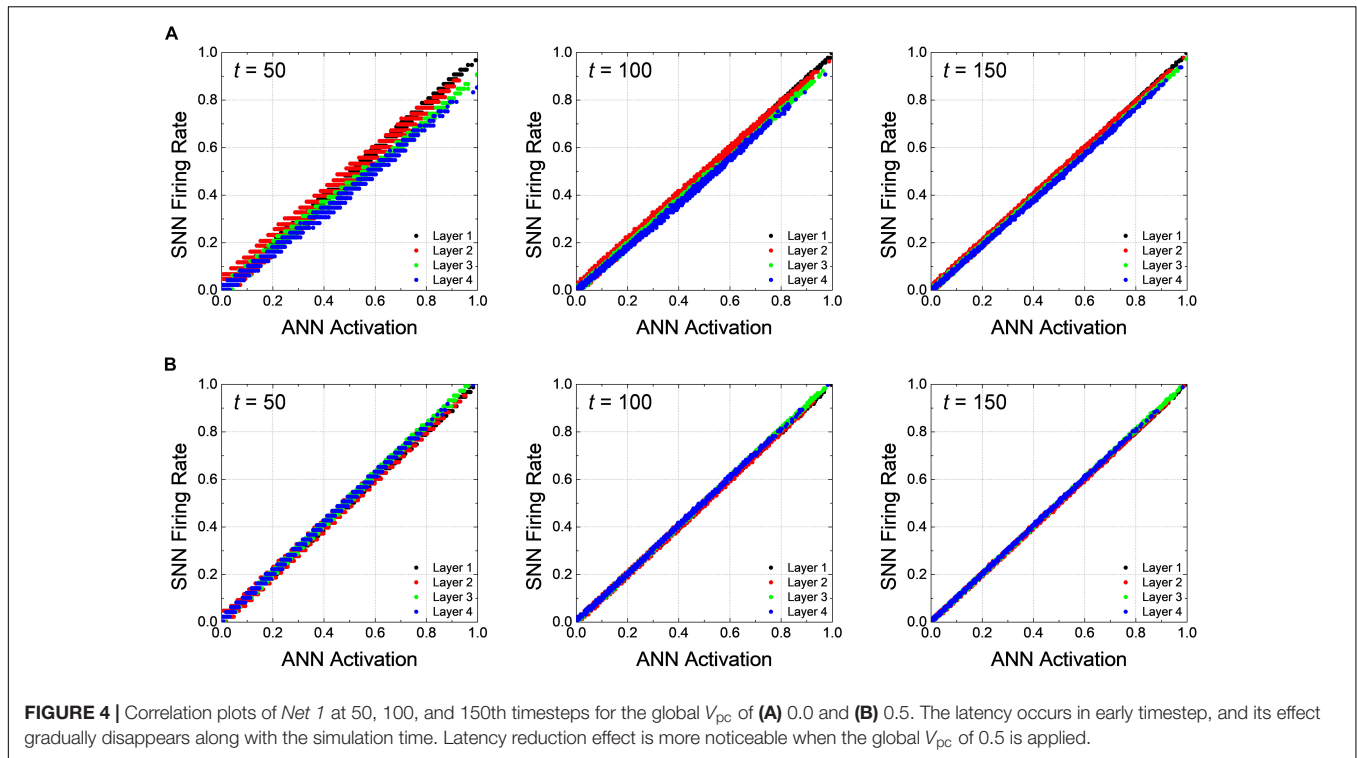 A
t = 50
SNN Firing Rate
1.0
0.8
0.6
0.4
0.2
0.0
Layer 1
Layer 2
Layer 3
Layer 4
0.0 0.2 0.4 0.6 0.8 1.0
ANN Activation
t = 100
SNN Firing Rate
1.0
0.8
0.6
0.4
0.2
0.0
Layer 1
Layer 2
Layer 3
Layer 4
0.0 0.2 0.4 0.6 0.8 1.0
ANN Activation
t = 150
SNN Firing Rate
1.0
0.8
0.6
0.4
0.2
0.0
Layer 1
Layer 2
Layer 3
Layer 4
0.0 0.2 0.4 0.6 0.8 1.0
ANN Activation
B
t = 50
SNN Firing Rate
1.0
0.8
0.6
0.4
0.2
0.0
Layer 1
Layer 2
Layer 3
Layer 4
0.0 0.2 0.4 0.6 0.8 1.0
ANN Activation
t = 100
SNN Firing Rate
1.0
0.8
0.6
0.4
0.2
0.0
Layer 1
Layer 2
Layer 3
Layer 4
0.0 0.2 0.4 0.6 0.8 1.0
ANN Activation
t = 150
SNN Firing Rate
1.0
0.8
0.6
0.4
0.2
0.0
Layer 1
Layer 2
Layer 3
Layer 4
0.0 0.2 0.4 0.6 0.8 1.0
ANN Activation
FIGURE 4 | Correlation plots of Net 1 at 50, 100, and 150th timesteps for the global Vpc of (A) 0.0 and (B) 0.5. The latency occurs in early timestep, and its effect
gradually disappears along with the simulation time. Latency reduction effect is more noticeable when the global Vpc of 0.5 is applied.